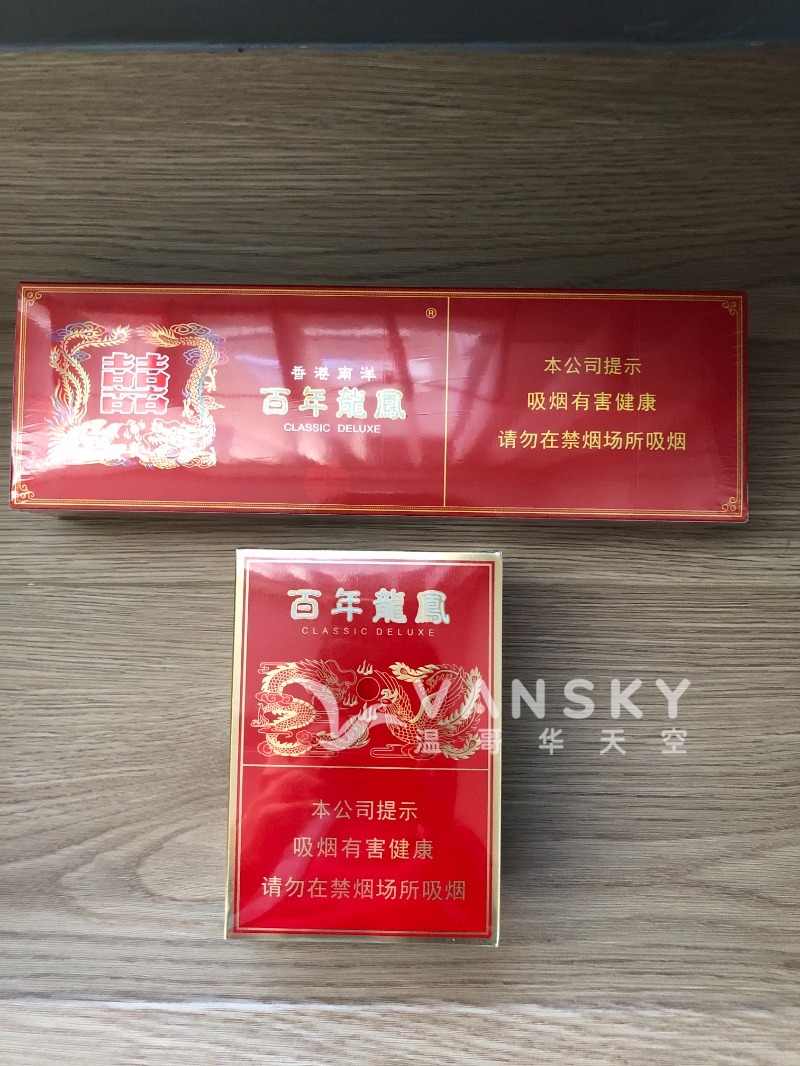 ®
囍
香港南洋
百年龍鳳
CLASSIC DELUXE
本公司提示
吸烟有害健康
请勿在禁烟场所吸烟
百年龍鳳
CLASSIC DELUXE
VANSKY
温哥华天空
本公司提示
吸烟有害健康
请勿在禁烟场所吸烟